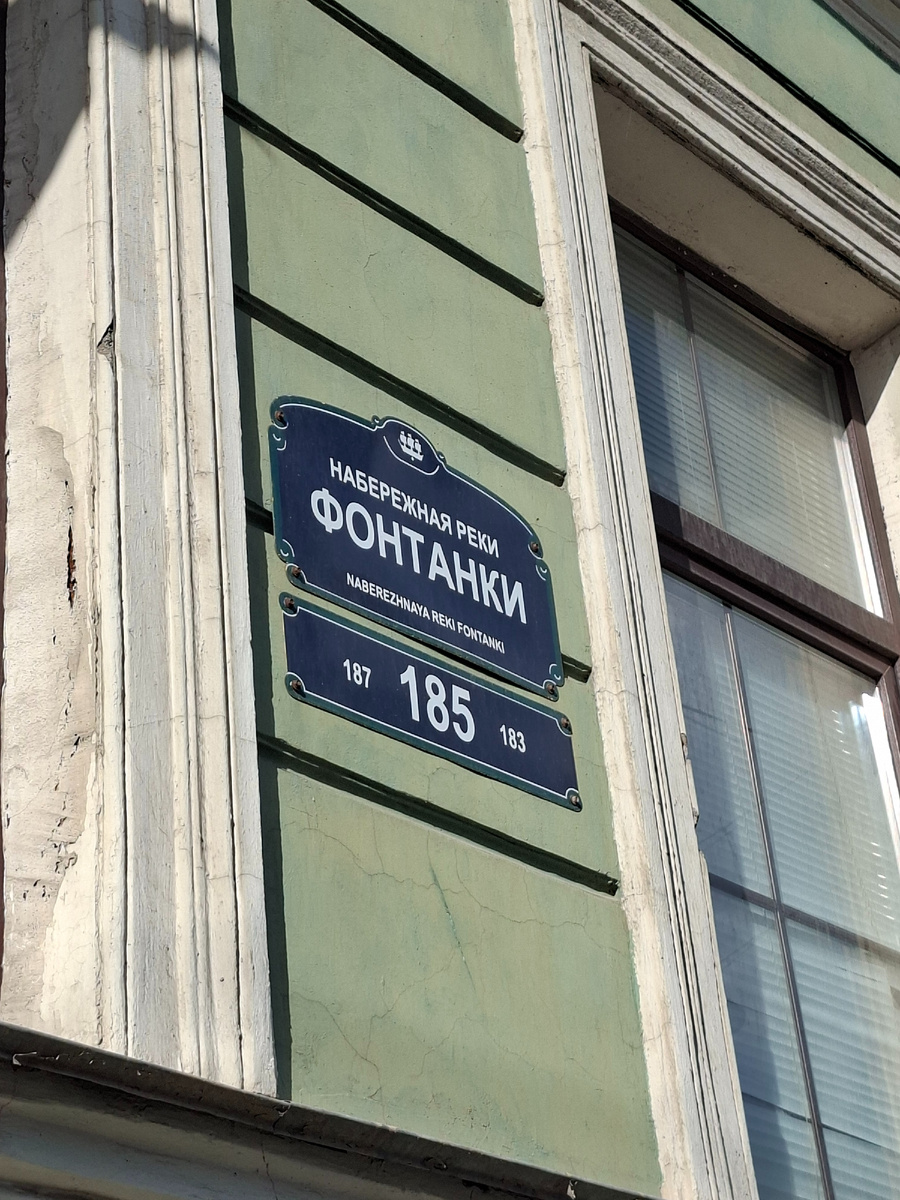 НАБЕРЕЖНАЯ РЕКИ
ФОНТАНКИ
NABEREZHNAYA REKI FONTANKI
187 185 183